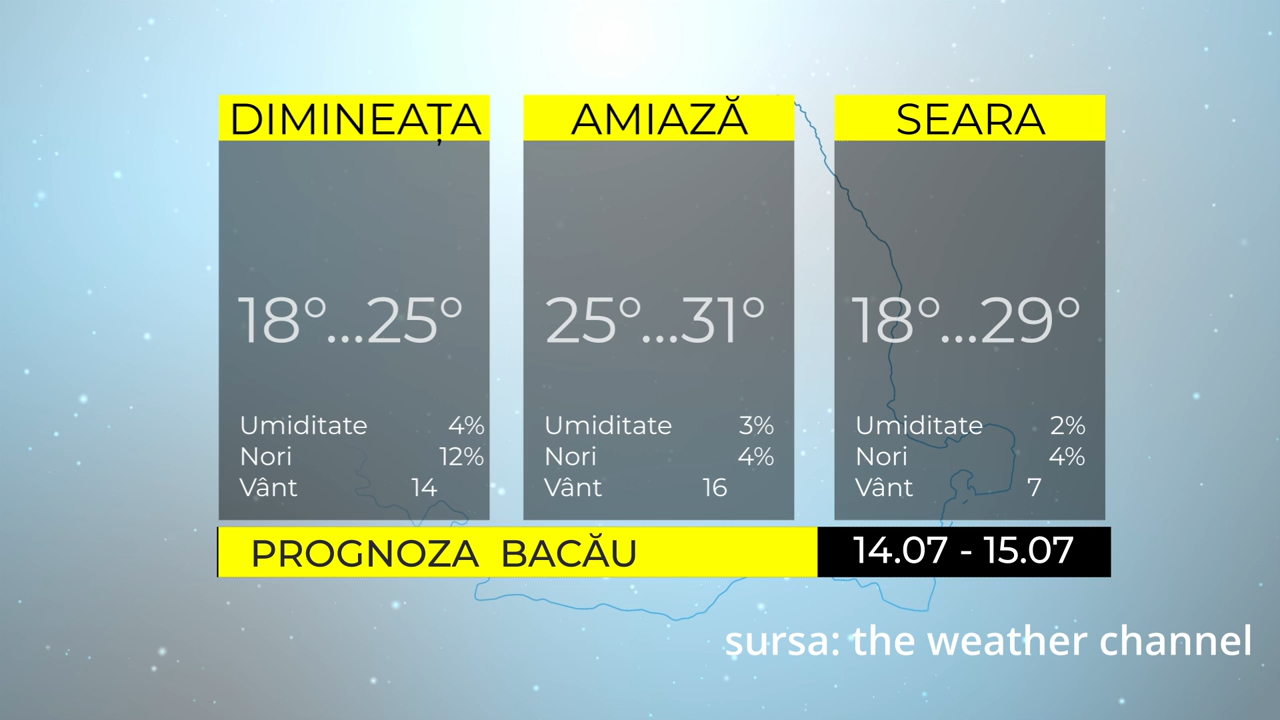 DIMINEAȚA
18°...25°
Umiditate 4%
Nori 12%
Vânt 14
AMIAZĂ
25°...31°
Umiditate 3%
Nori 4%
Vânt 16
SEARA
18°...29°
Umiditate 2%
Nori 4%
Vânt 7
PROGNOZA BACĂU
14.07 - 15.07
sursa: the weather channel